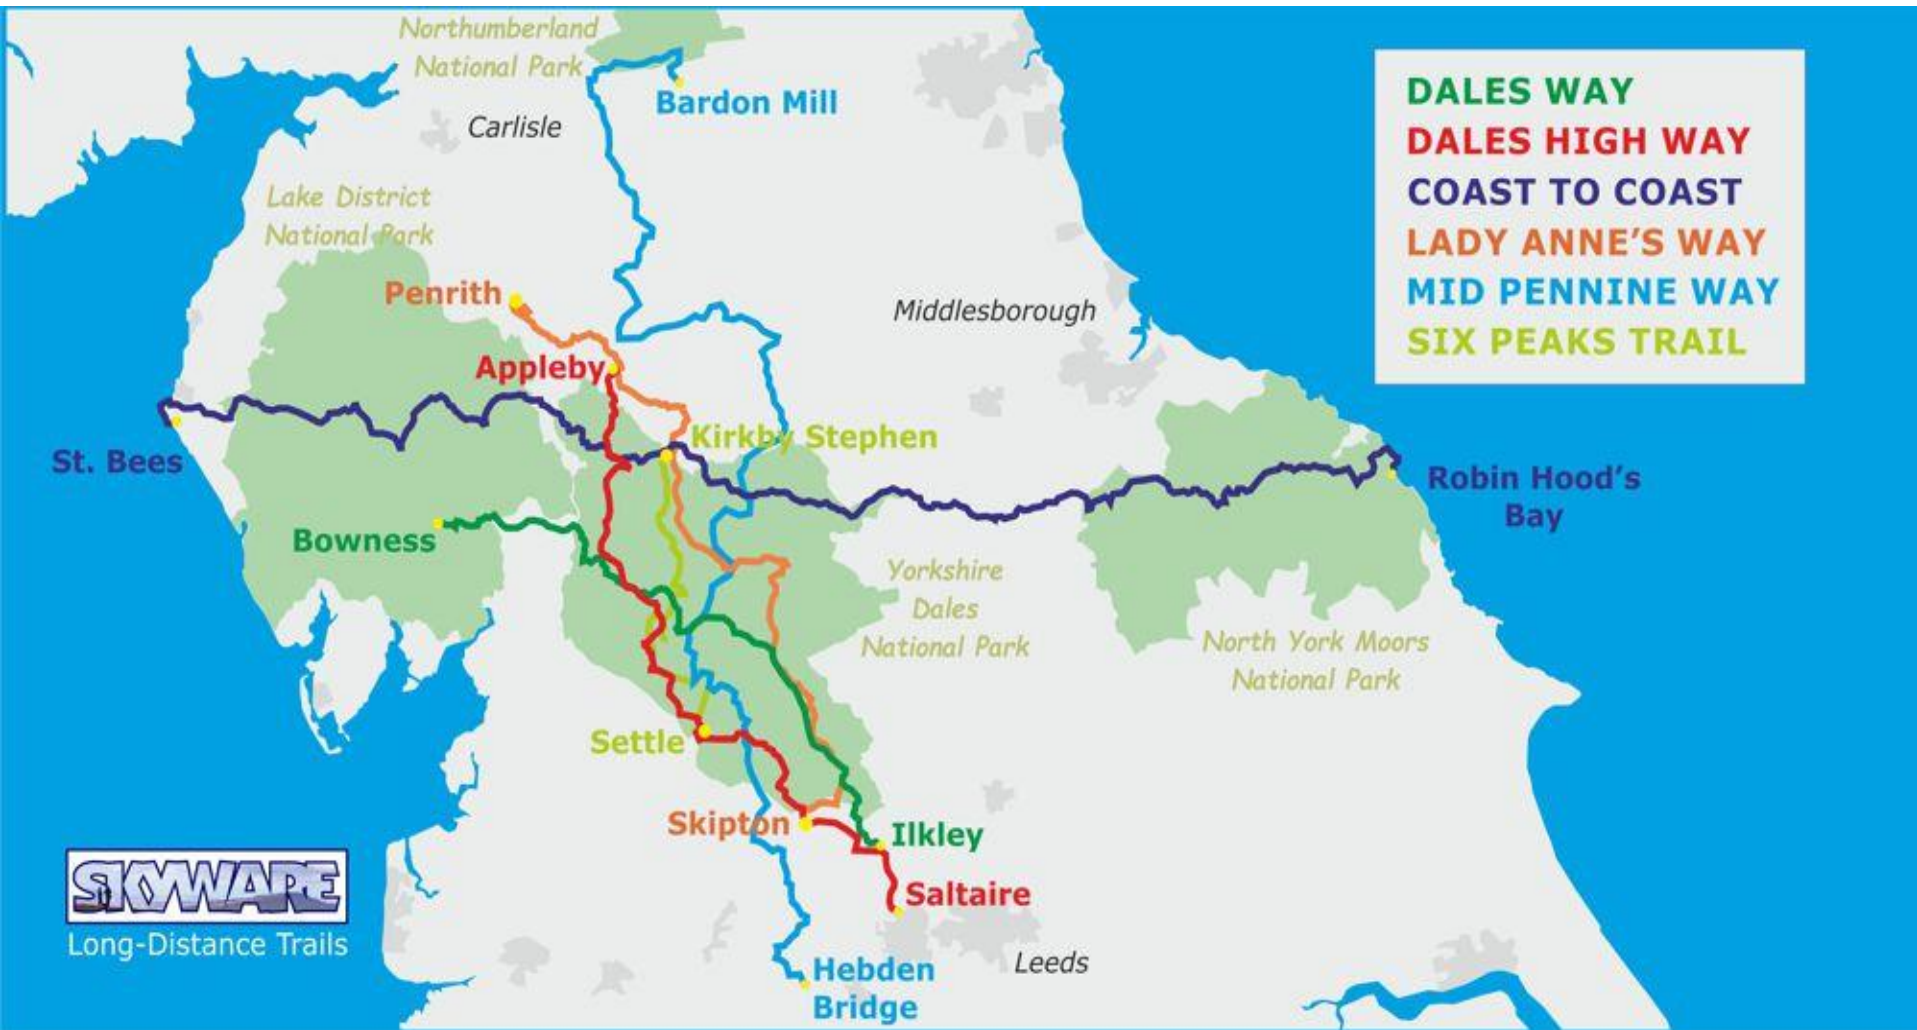 Northumberland
National Park
Bardon Mill
Carlisle
Lake District
National Park
Penrith
Middlesborough
Appleby
Kirkby Stephen
St. Bees
Robin Hood's
Bay
Bowness
Yorkshire
Dales
National Park
North York Moors
National Park
Settle
Skipton
Ilkley
Saltaire
Leeds
Hebden
Bridge
DALES WAY
DALES HIGH WAY
COAST TO COAST
LADY ANNE'S WAY
MID PENNINE WAY
SIX PEAKS TRAIL
SKYWARE
Long-Distance Trails